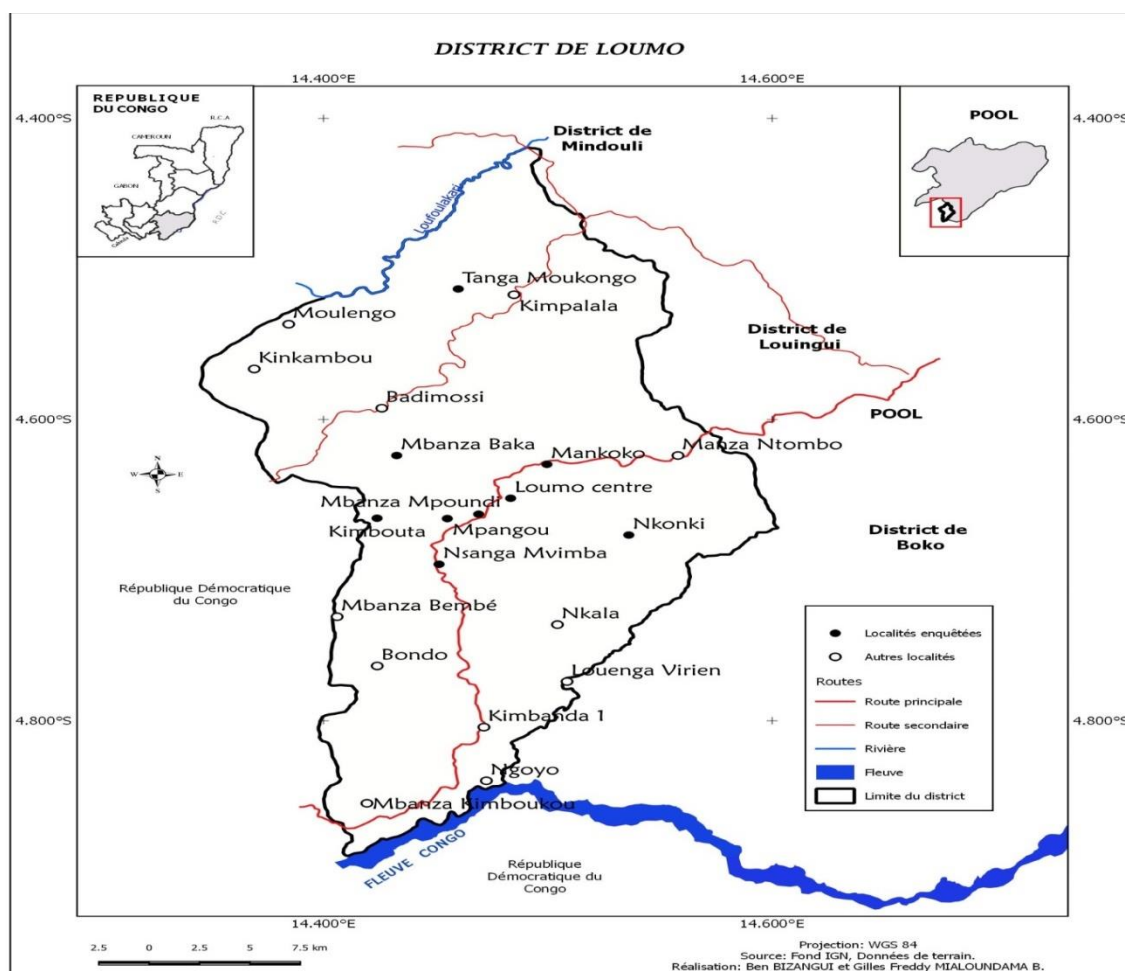 DISTRICT DE LOUMO
14.400°E
14.600°E
REPUBLIQUE
DU CONGO
R.C.A
CAMEROUN
GABON
R.D.C
POOL
4.400°S
4.400°S
District de
Mindouli
Loufoulakari
Tanga Moukongo
Kimpalala
Moulengo
District de
Louingui
Kinkambou
Badimossi
4.600°S
POOL
4.600°S
Mbanza Baka
Mankoko
Manza Ntombo
W
N
E
S
Loumo centre
Mbanza Mpoundi
Kimbouta
Mpangou
Nkonki
District de
Boko
Nsanga Mvimba
République Démocratique
du Congo
Mbanza Bembé
Nkala
Bondo
Louenga Virien
4.800°S
Kimbanda 1
4.800°S
Ngoyo
Mbanza Kimboukou
FLEUVE CONGO
République
Démocratique du
Congo
Localités enquêtées
Autres localités
Routes
Route principale
Route secondaire
Rivière
Fleuve
Limite du district
14.400°E
14.600°E
2.5 0 2.5 5 7.5 km
Projection: WGS 84
Source: Fond IGN, Données de terrain.
Réalisation: Ben BIZANGUI et Gilles Freddy MIALOUNDAMA B.